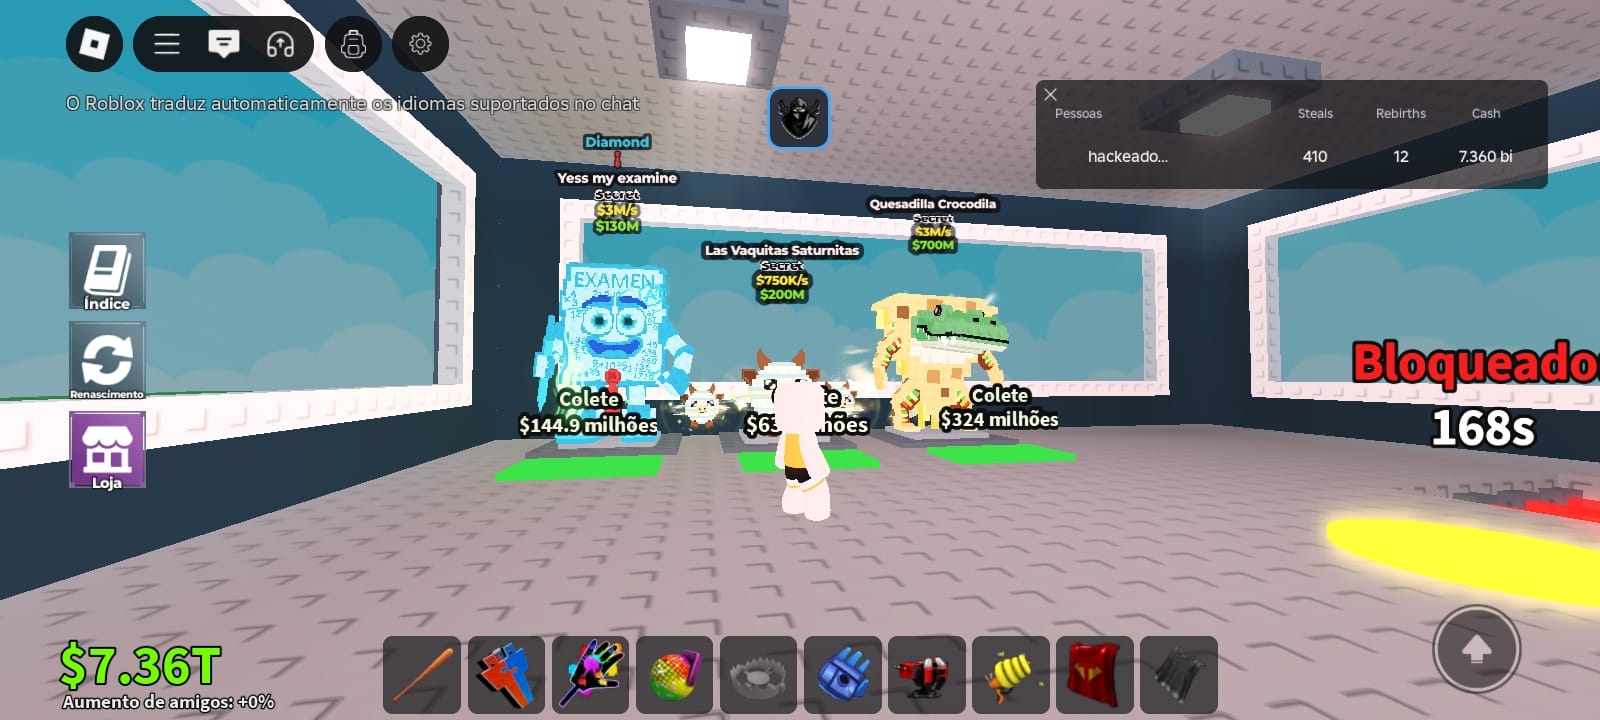 O Roblox traduz automaticamente os idiomas suportados no chat
Pessoas Steals Rebirths Cash
hackeado... 410 12 7.360 bi
Diamond
Yess my examine
Secret
$3M/s
$130M
Quesadilla Crocodila
Secret
$3M/s
$700M
Las Vaquitas Saturnitas
Secret
$750K/s
$200M
EXAMEN
Índice
Renascimento
Loja
Colete
$144.9 milhões
Colete
$324 milhões
Bloqueado
168s
$7.36T
Aumento de amigos: +0%